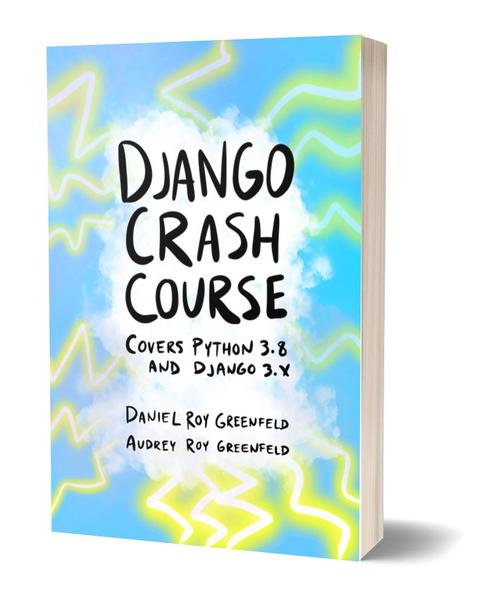 DJANGO
CRASH
COURSE
COVERS PYTHON 3.8
AND DJANGO 3.X
DANIEL ROY GREENFELD
AUDREY ROY GREENFELD